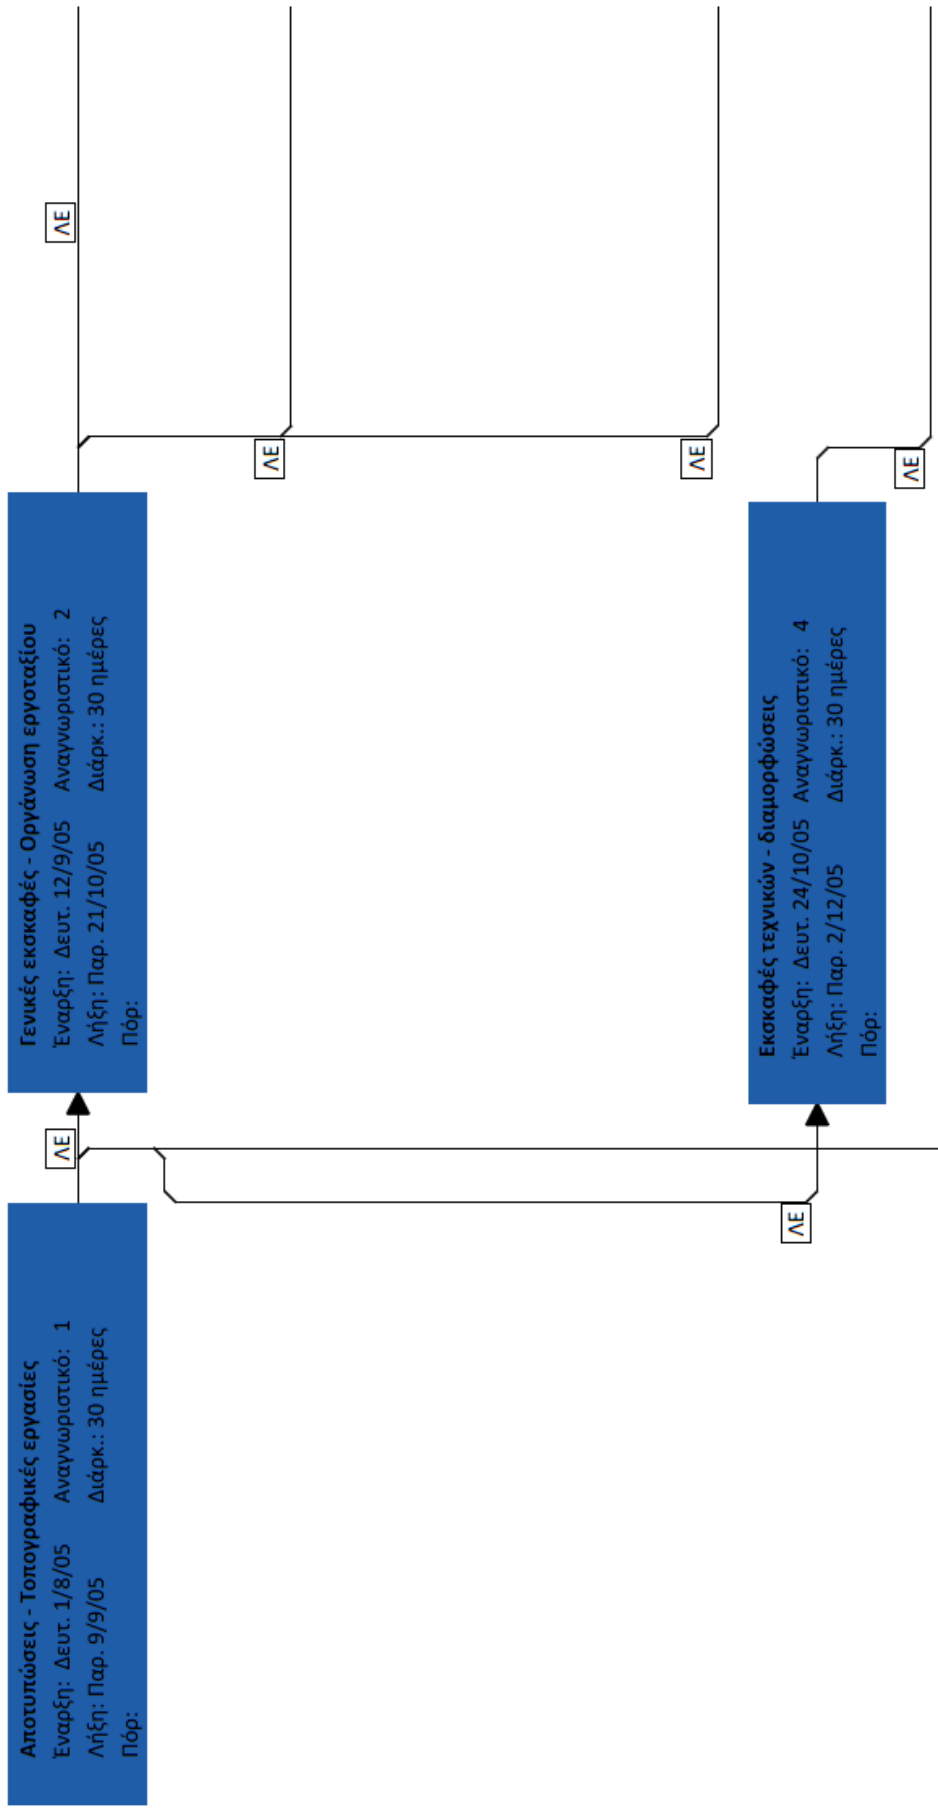 Αποτυπώσεις - Τοπογραφικές εργασίες
Έναρξη: Δευτ. 1/8/05 Αναγνωριστικό: 1
Λήξη: Παρ. 9/9/05 Διάρκ.: 30 ημέρες
Πόρ:
ΛΕ
Γενικές εκσκαφές - Οργάνωση εργοταξίου
Έναρξη: Δευτ. 12/9/05 Αναγνωριστικό: 2
Λήξη: Παρ. 21/10/05 Διάρκ.: 30 ημέρες
Πόρ:
ΛΕ
ΛΕ
ΛΕ
ΛΕ
Εκσκαφές τεχνικών - διαμορφώσεις
Έναρξη: Δευτ. 24/10/05 Αναγνωριστικό: 4
Λήξη: Παρ. 2/12/05 Διάρκ.: 30 ημέρες
Πόρ:
ΛΕ